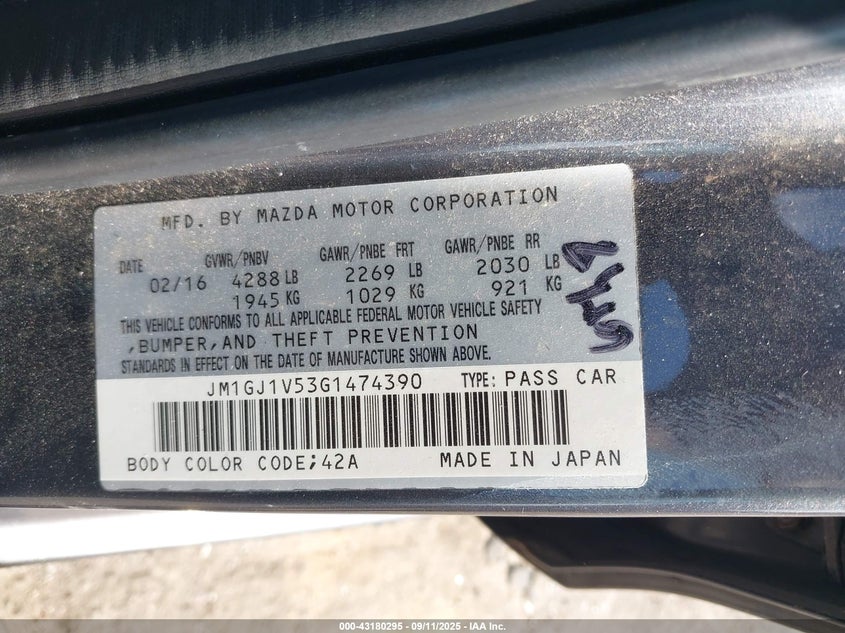 MFD. BY MAZDA MOTOR CORPORATION
DATE GVWR/PNBV GAWR/PNBE FRT GAWR/PNBE RR
02/16 4288 LB 2269 LB 2030 LB
1945 KG 1029 KG 921 KG
THIS VEHICLE CONFORMS TO ALL APPLICABLE FEDERAL MOTOR VEHICLE SAFETY
,BUMPER,AND THEFT PREVENTION
STANDARDS IN EFFECT ON THE DATE OF MANUFACTURE SHOWN ABOVE.
JM1GJ1V53G1474390 TYPE: PASS CAR
BODY COLOR CODE;42A MADE IN JAPAN
000-43180295 - 09/11/2025 - IAA Inc.